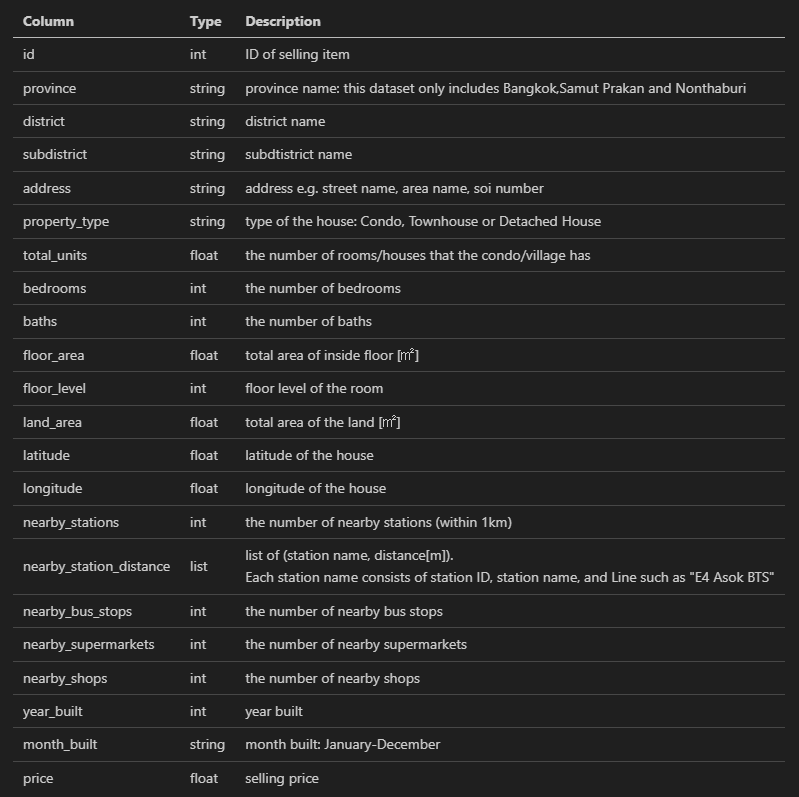 Column Type Description
id int ID of selling item
province string province name: this dataset only includes Bangkok,Samut Prakan and Nonthaburi
district string district name
subdistrict string subdtistrict name
address string address e.g. street name, area name, soi number
property_type string type of the house: Condo, Townhouse or Detached House
total_units float the number of rooms/houses that the condo/village has
bedrooms int the number of bedrooms
baths int the number of baths
floor_area float total area of inside floor [㎡]
floor_level int floor level of the room
land_area float total area of the land [㎡]
latitude float latitude of the house
longitude float longitude of the house
nearby_stations int the number of nearby stations (within 1km)
nearby_station_distance list list of (station name, distance[m]).
Each station name consists of station ID, station name, and Line such as "E4 Asok BTS"
nearby_bus_stops int the number of nearby bus stops
nearby_supermarkets int the number of nearby supermarkets
nearby_shops int the number of nearby shops
year_built int year built
month_built string month built: January-December
price float selling price